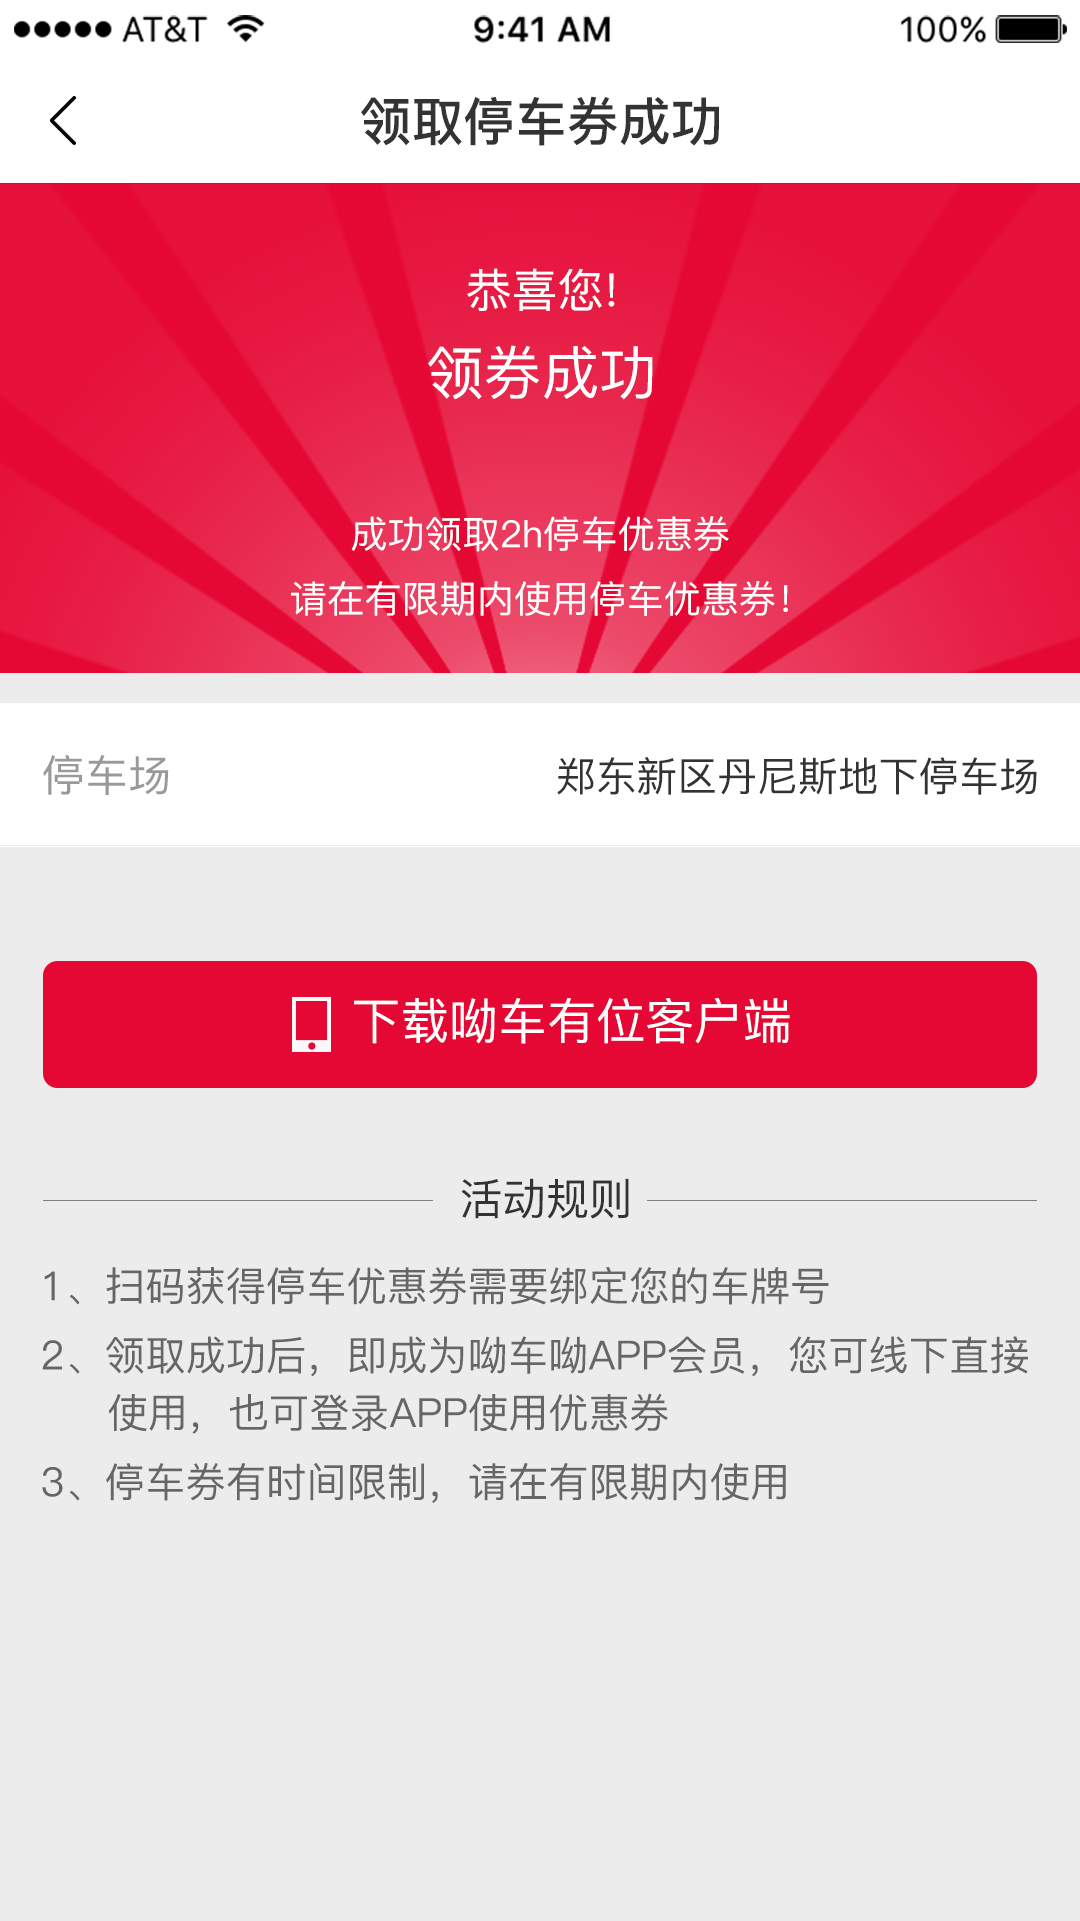 AT&T 9:41 AM 100%
领取停车券成功
恭喜您!
领券成功
成功领取2h停车优惠券
请在有限期内使用停车优惠券!
停车场 郑东新区丹尼斯地下停车场
下载呦车有位客户端
活动规则
1、扫码获得停车优惠券需要绑定您的车牌号
2、领取成功后，即成为呦车呦APP会员，您可线下直接
使用，也可登录APP使用优惠券
3、停车券有时间限制，请在有限期内使用